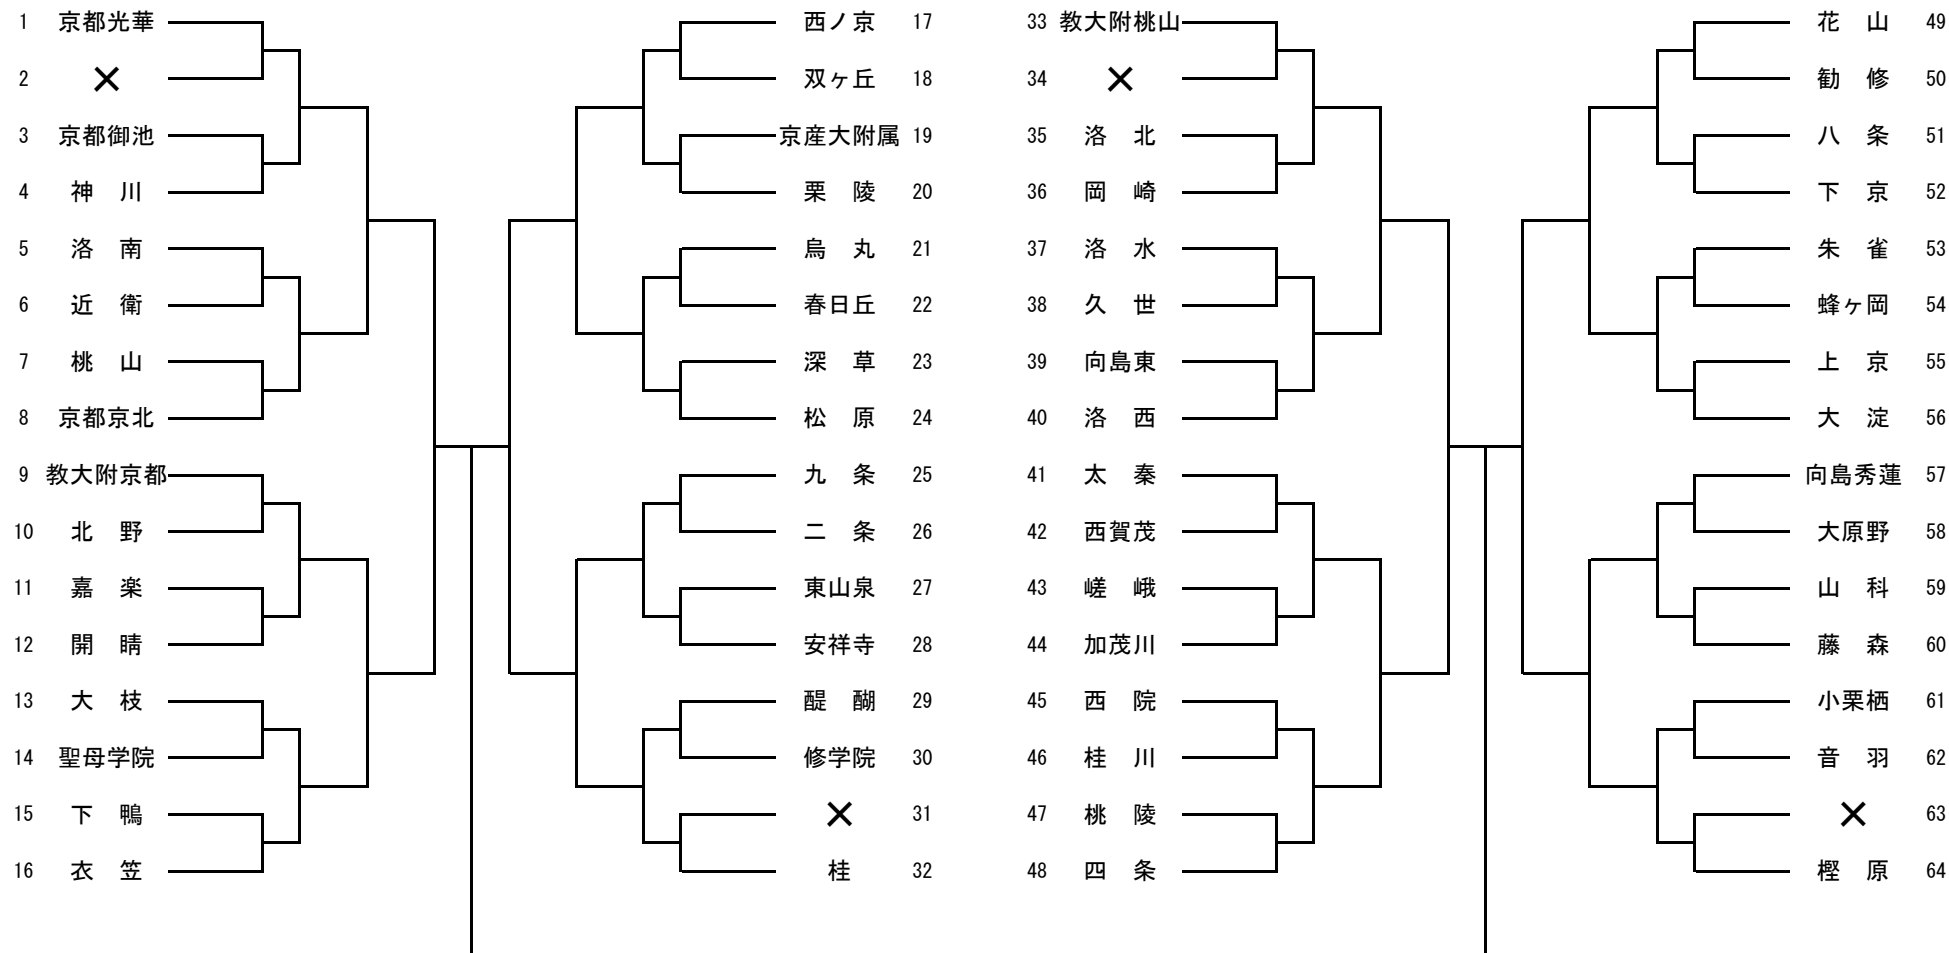 1 京都光華
2 ×
3 京都御池
4 神　川
5 洛　南
6 近　衛
7 桃　山
8 京都京北
9 教大附京都
10 北　野
11 嘉　楽
12 開　睛
13 大　枝
14 聖母学院
15 下　鴨
16 衣　笠
西ノ京 17
双ヶ丘 18
京産大附属 19
栗　陵 20
烏　丸 21
春日丘 22
深　草 23
松　原 24
九　条 25
二　条 26
東山泉 27
安祥寺 28
醍　醐 29
修学院 30
× 31
桂 32
33 教大附桃山
34 ×
35 洛　北
36 岡　崎
37 洛　水
38 久　世
39 向島東
40 洛　西
41 太　秦
42 西賀茂
43 嵯　峨
44 加茂川
45 西　院
46 桂　川
47 桃　陵
48 四　条
花　山 49
勧　修 50
八　条 51
下　京 52
朱　雀 53
蜂ヶ岡 54
上　京 55
大　淀 56
向島秀蓮 57
大原野 58
山　科 59
藤　森 60
小栗栖 61
音　羽 62
× 63
樫　原 64